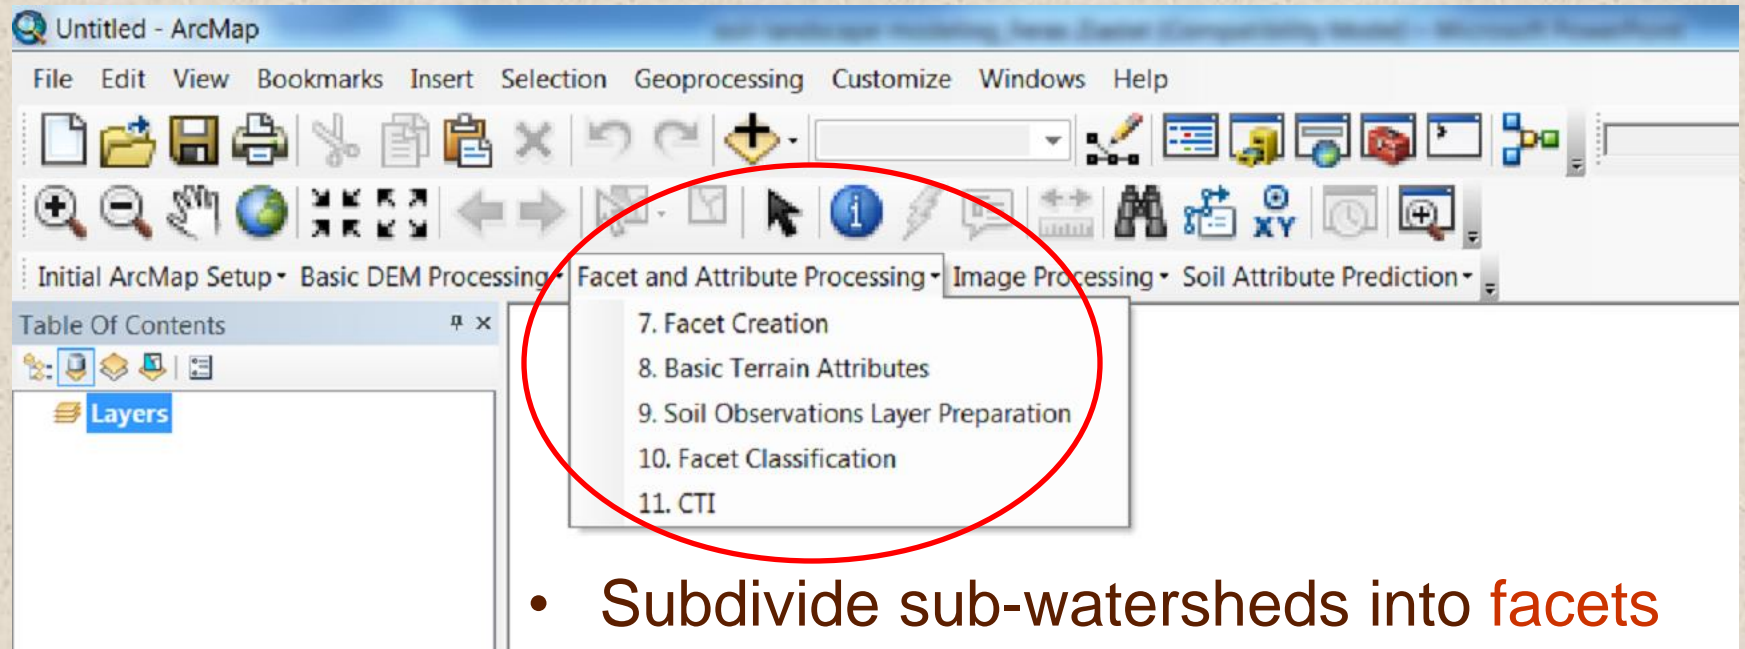 Untitled - ArcMap
File Edit View Bookmarks Insert Selection Geoprocessing Customize Windows Help
XY
Initial ArcMap Setup Basic DEM Processing Facet and Attribute Processing Image Processing Soil Attribute Prediction
Table Of Contents
Layers
7. Facet Creation
8. Basic Terrain Attributes
9. Soil Observations Layer Preparation
10. Facet Classification
11. CTI
• Subdivide sub-watersheds into facets